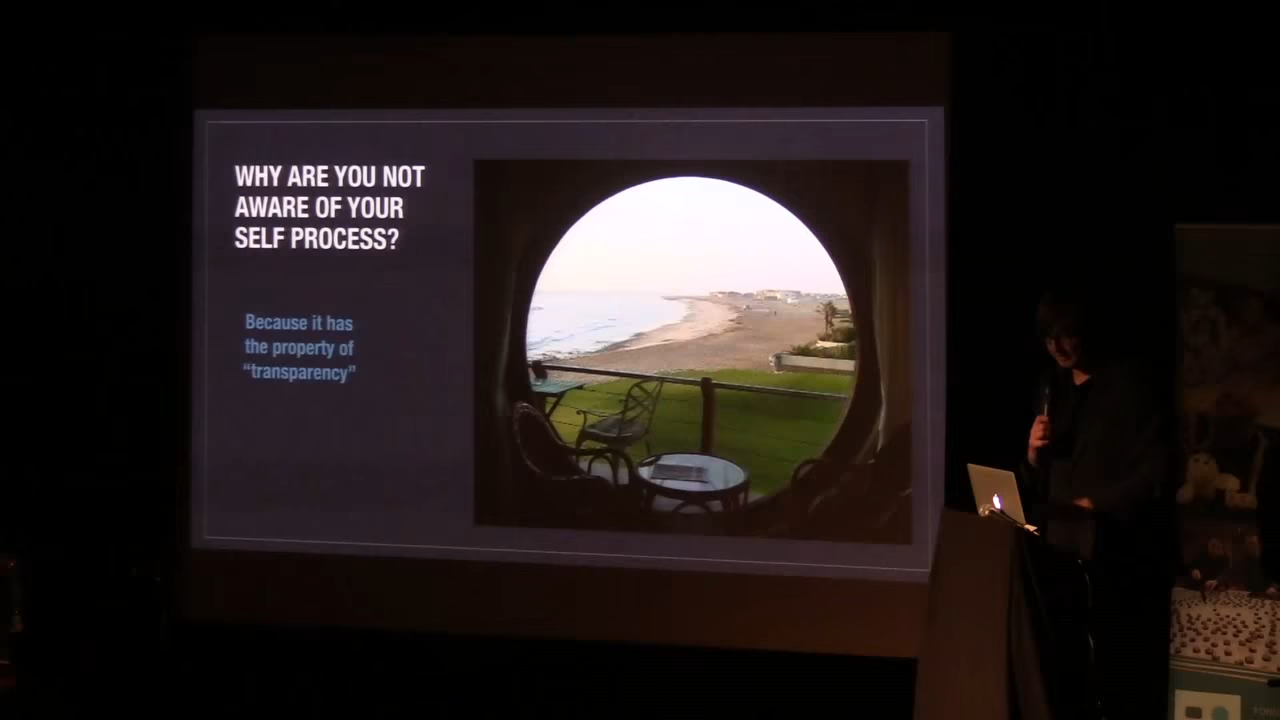 WHY ARE YOU NOT
AWARE OF YOUR
SELF PROCESS?
Because it has
the property of
“transparency”